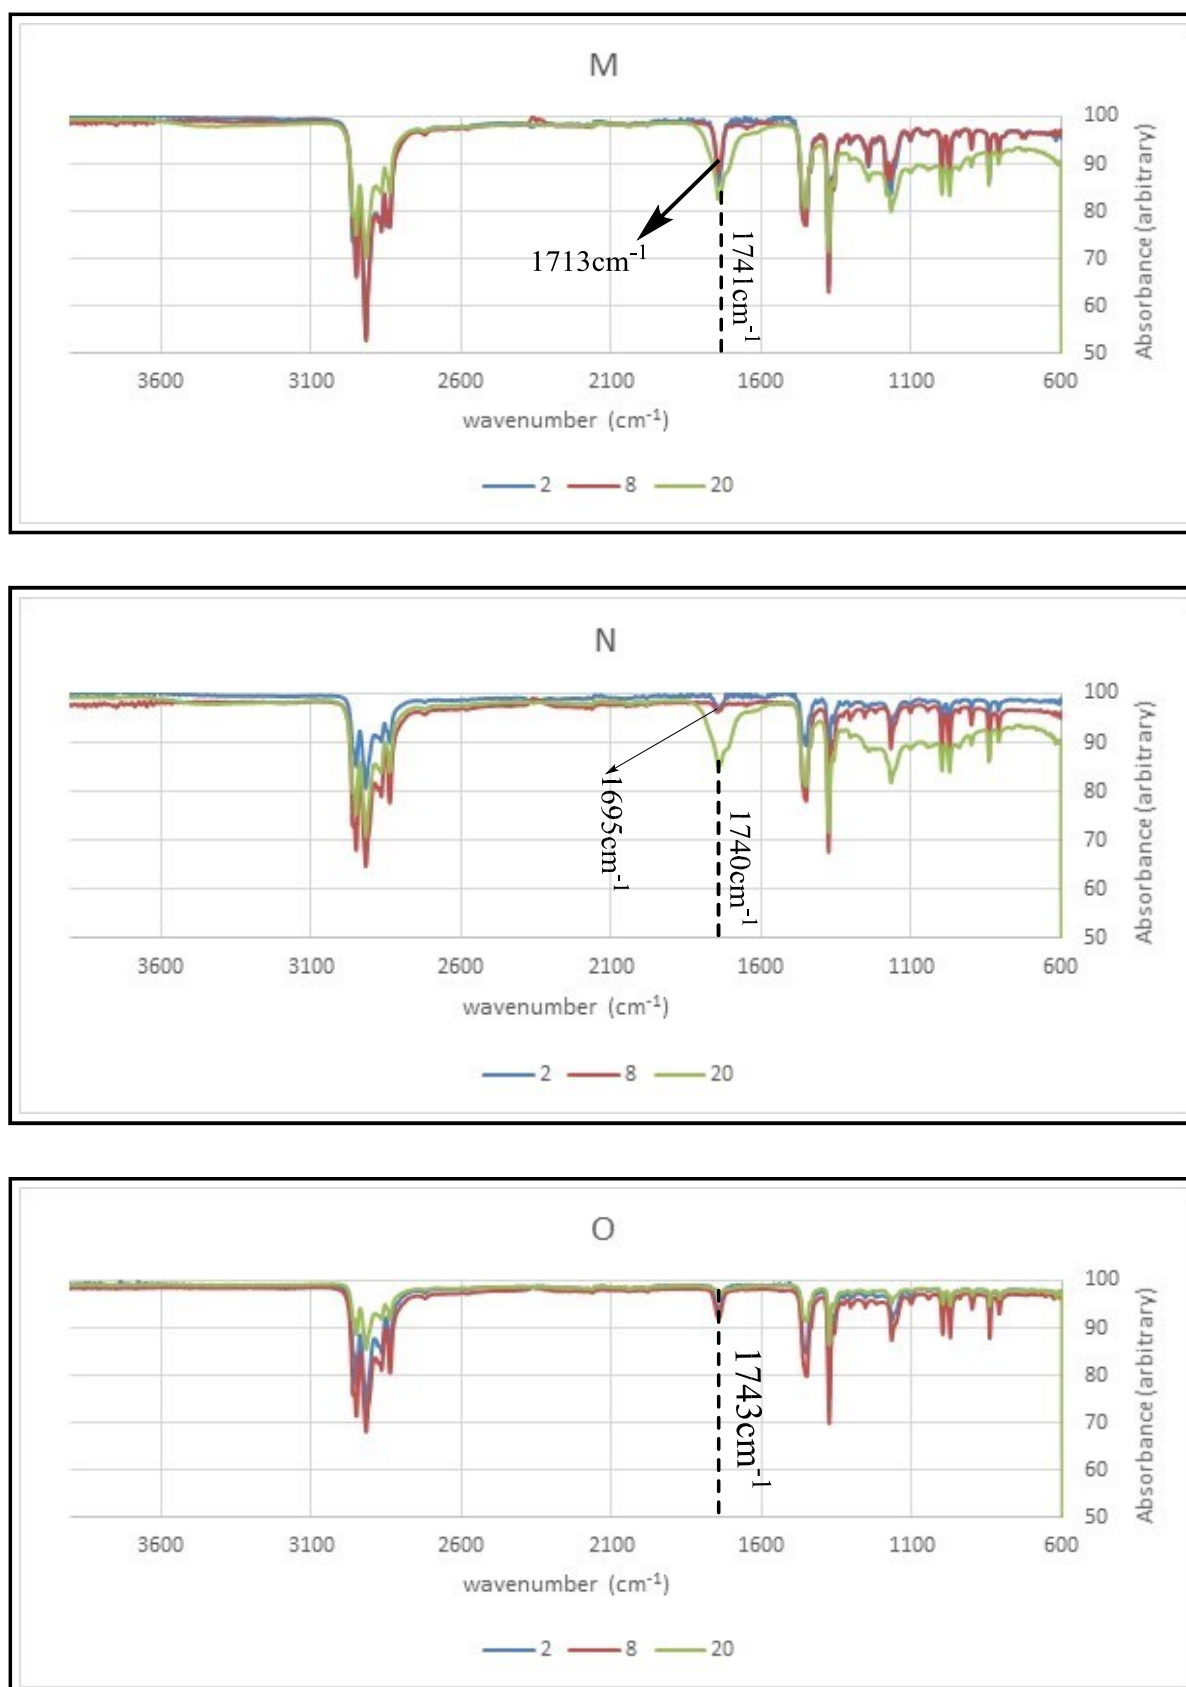 M
100
90
80
70
60
50
Absorbance (arbitrary)
1713cm-1
1741cm-1
3600 3100 2600 2100 1600 1100 600
wavenumber (cm-1)
2 8 20
N
100
90
80
70
60
50
Absorbance (arbitrary)
1695cm-1
1740cm-1
3600 3100 2600 2100 1600 1100 600
wavenumber (cm-1)
2 8 20
O
100
90
80
70
60
50
Absorbance (arbitrary)
1743cm-1
3600 3100 2600 2100 1600 1100 600
wavenumber (cm-1)
2 8 20